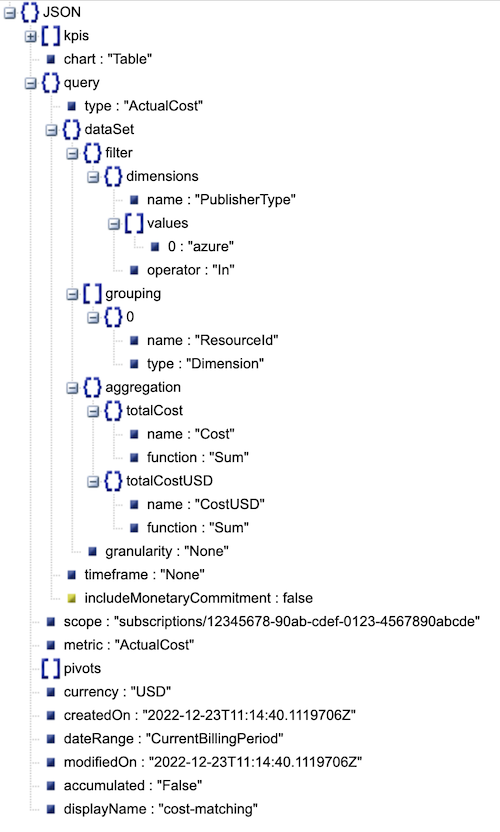 JSON
kpis
chart : "Table"
query
type : "ActualCost"
dataSet
filter
dimensions
name : "PublisherType"
values
0 : "azure"
operator : "In"
grouping
0
name : "ResourceId"
type : "Dimension"
aggregation
totalCost
name : "Cost"
function : "Sum"
totalCostUSD
name : "CostUSD"
function : "Sum"
granularity : "None"
timeframe : "None"
includeMonetaryCommitment : false
scope : "subscriptions/12345678-90ab-cdef-0123-4567890abcde"
metric : "ActualCost"
pivots
currency : "USD"
createdOn : "2022-12-23T11:14:40.1119706Z"
dateRange : "CurrentBillingPeriod"
modifiedOn : "2022-12-23T11:14:40.1119706Z"
accumulated : "False"
displayName : "cost-matching"